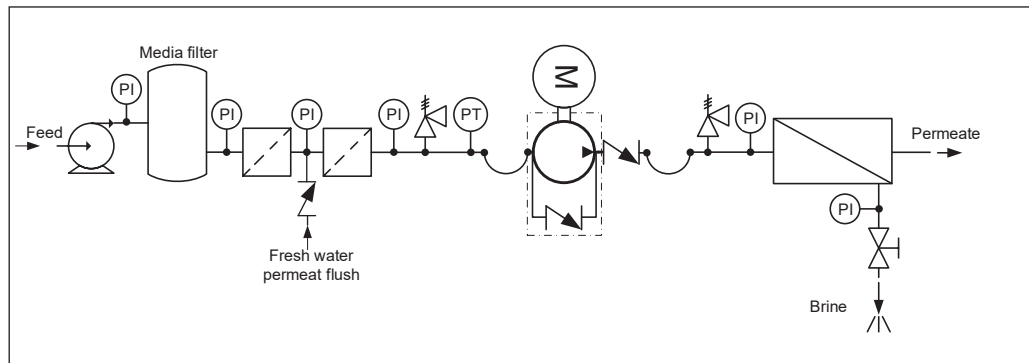 Media filter
PI
Feed
PI
PI
PI
PT
M
PI
Permeate
PI
Fresh water
permeat flush
Brine